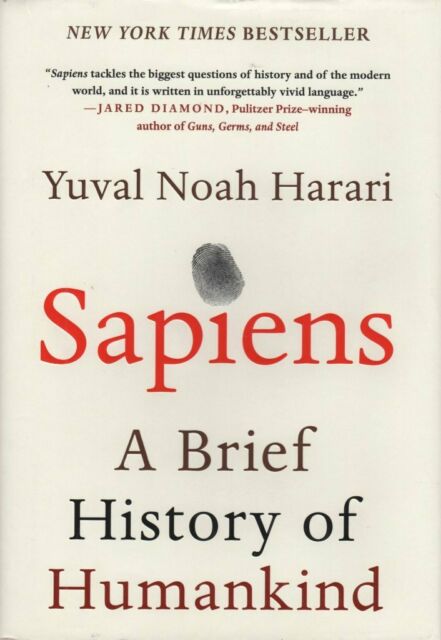 NEW YORK TIMES BESTSELLER
“Sapiens tackles the biggest questions of history and of the modern
world, and it is written in unforgettably vivid language.”
—JARED DIAMOND, Pulitzer Prize–winning
author of Guns, Germs, and Steel
Yuval Noah Harari
Sapiens
A Brief
History of
Humankind